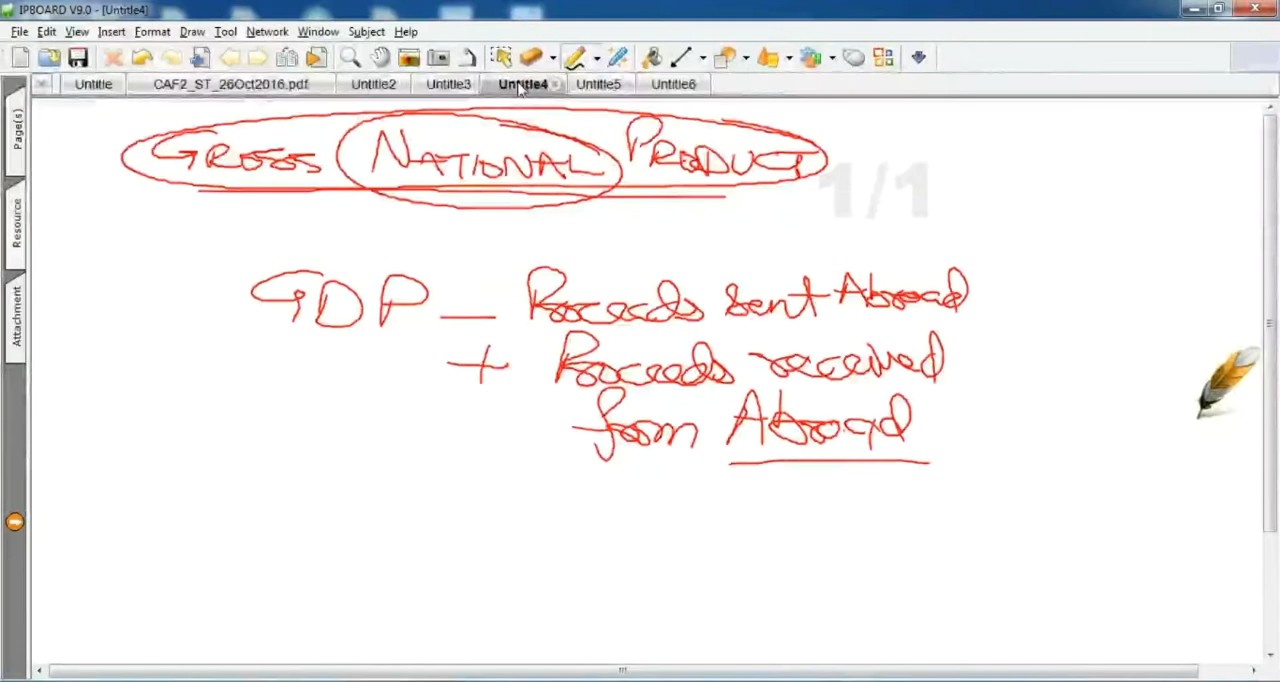 IPBOARD V9.0 - [Untitle4]
File Edit View Insert Format Draw Tool Network Window Subject Help
Untitle CAF2_ST_26Oct2016.pdf Untitle2 Untitle3 Untitle4 Untitle5 Untitle6
Page(s)
Resource
Attachment
GROSS NATIONAL PRODUCT
1/1
GDP - Proceeds sent Abroad
+ Proceeds received
from Abroad